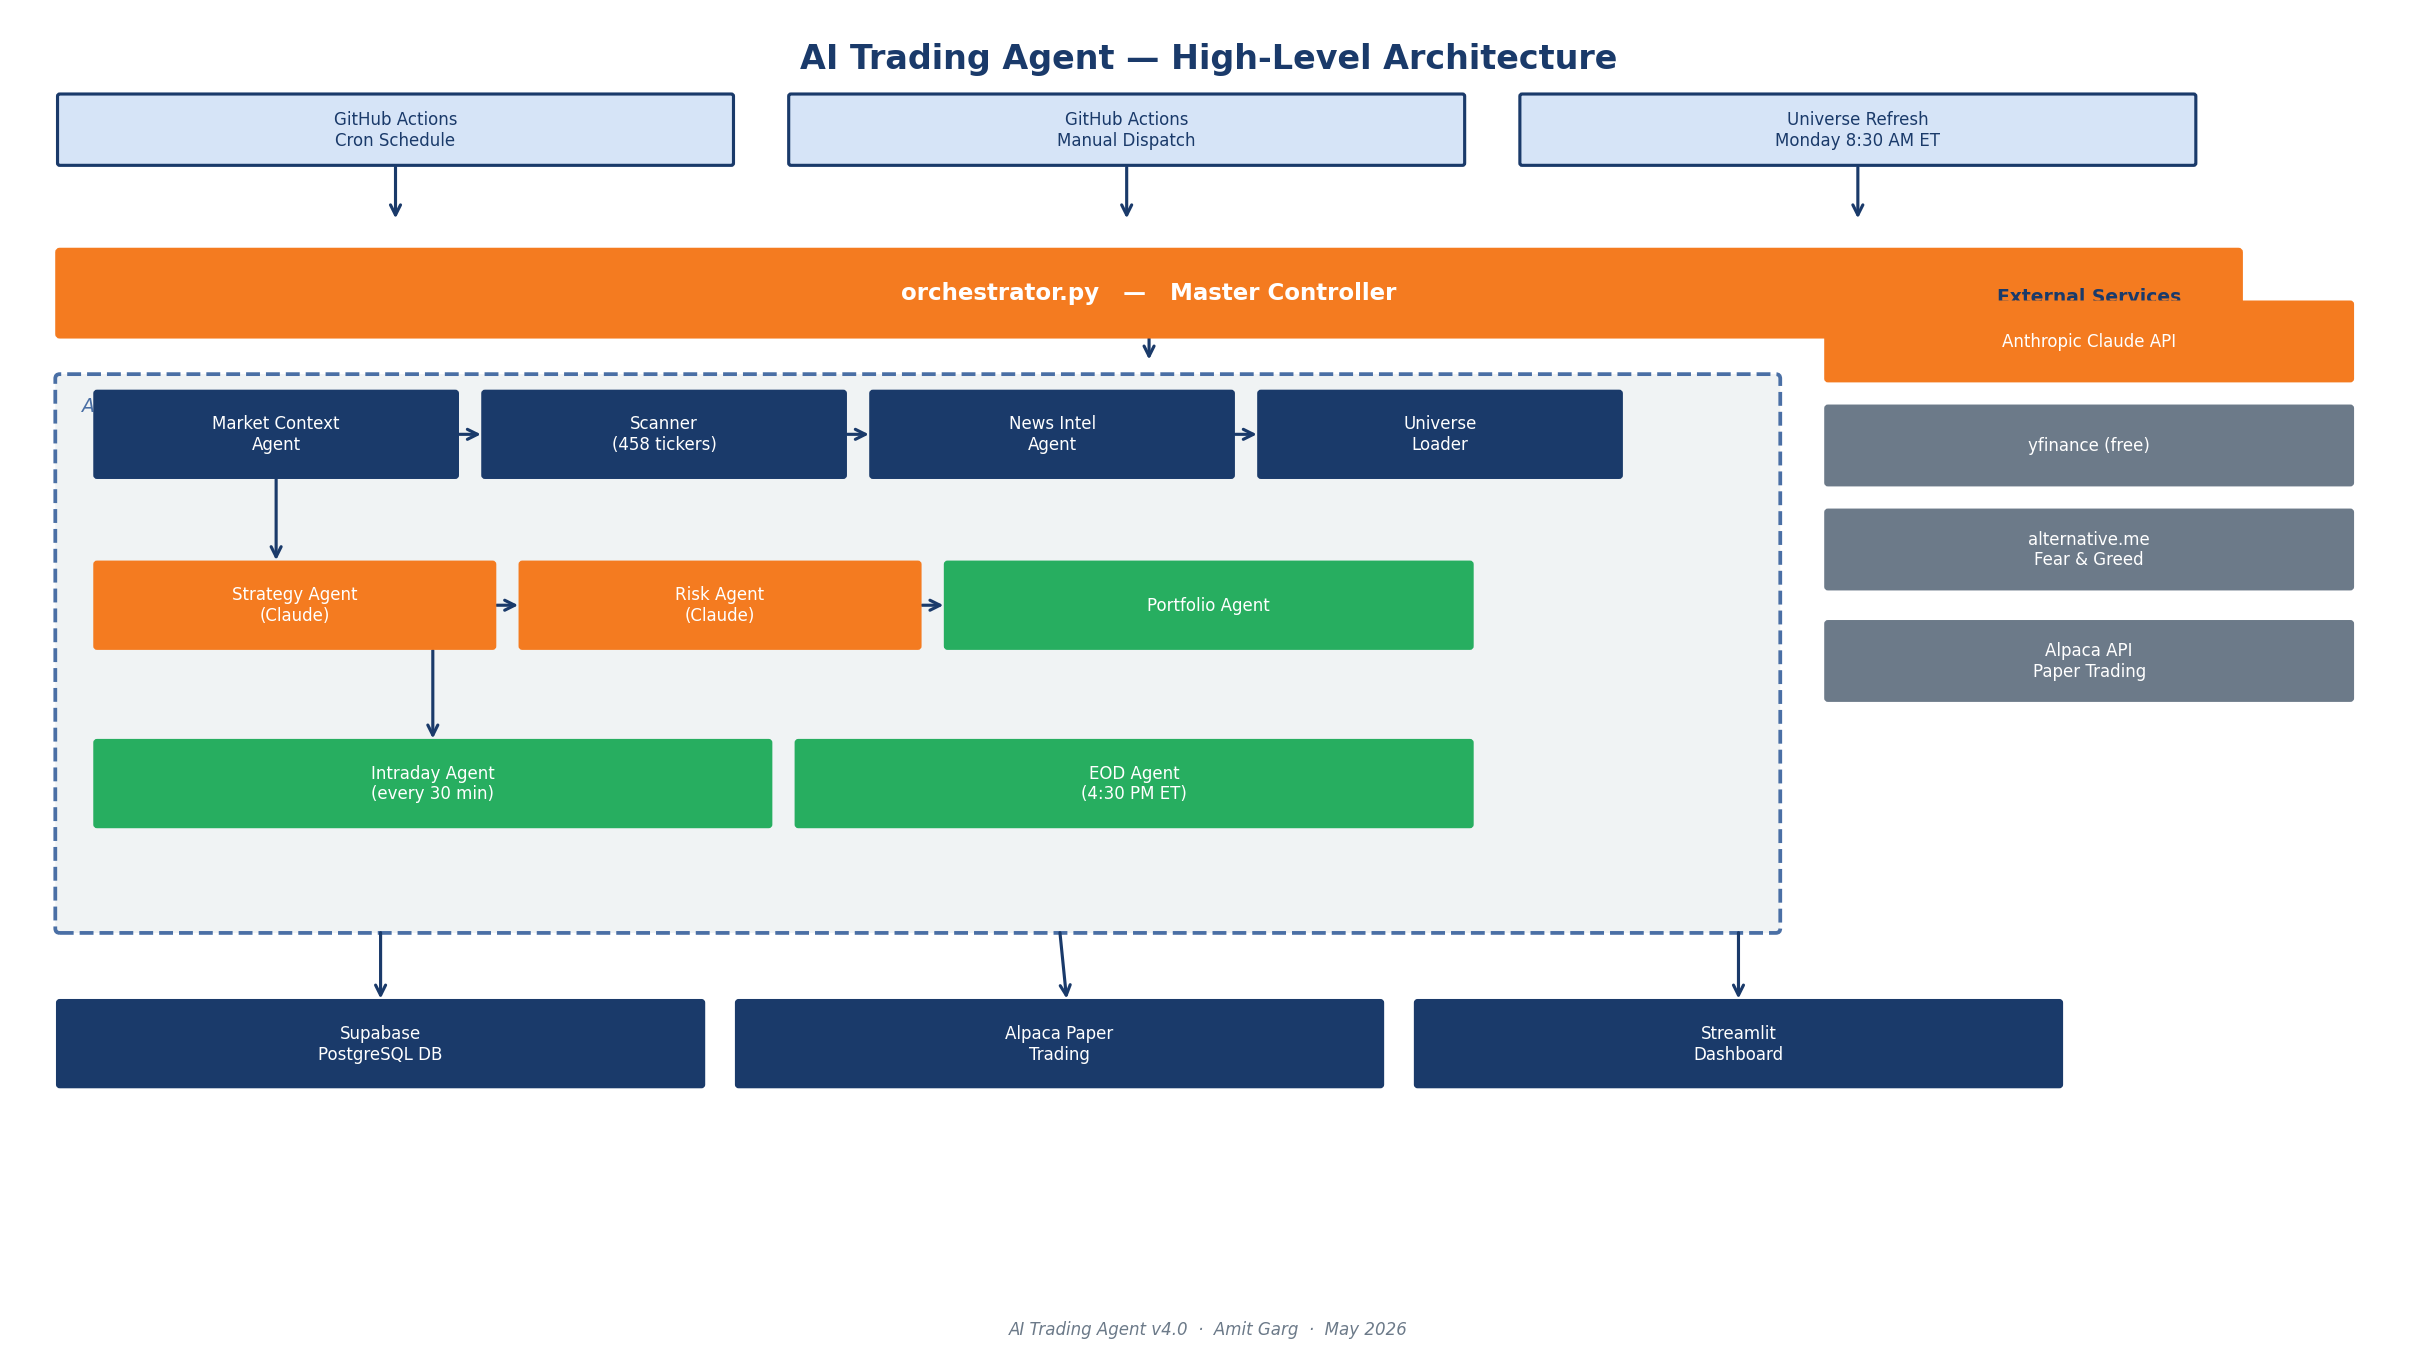 AI Trading Agent — High-Level Architecture
GitHub Actions
Cron Schedule
GitHub Actions
Manual Dispatch
Universe Refresh
Monday 8:30 AM ET
orchestrator.py — Master Controller
External Services
Anthropic Claude API
Market Context
Agent
Scanner
(458 tickers)
News Intel
Agent
Universe
Loader
yfinance (free)
alternative.me
Fear & Greed
Strategy Agent
(Claude)
Risk Agent
(Claude)
Portfolio Agent
Alpaca API
Paper Trading
Intraday Agent
(every 30 min)
EOD Agent
(4:30 PM ET)
Supabase
PostgreSQL DB
Alpaca Paper
Trading
Streamlit
Dashboard
AI Trading Agent v4.0 · Amit Garg · May 2026